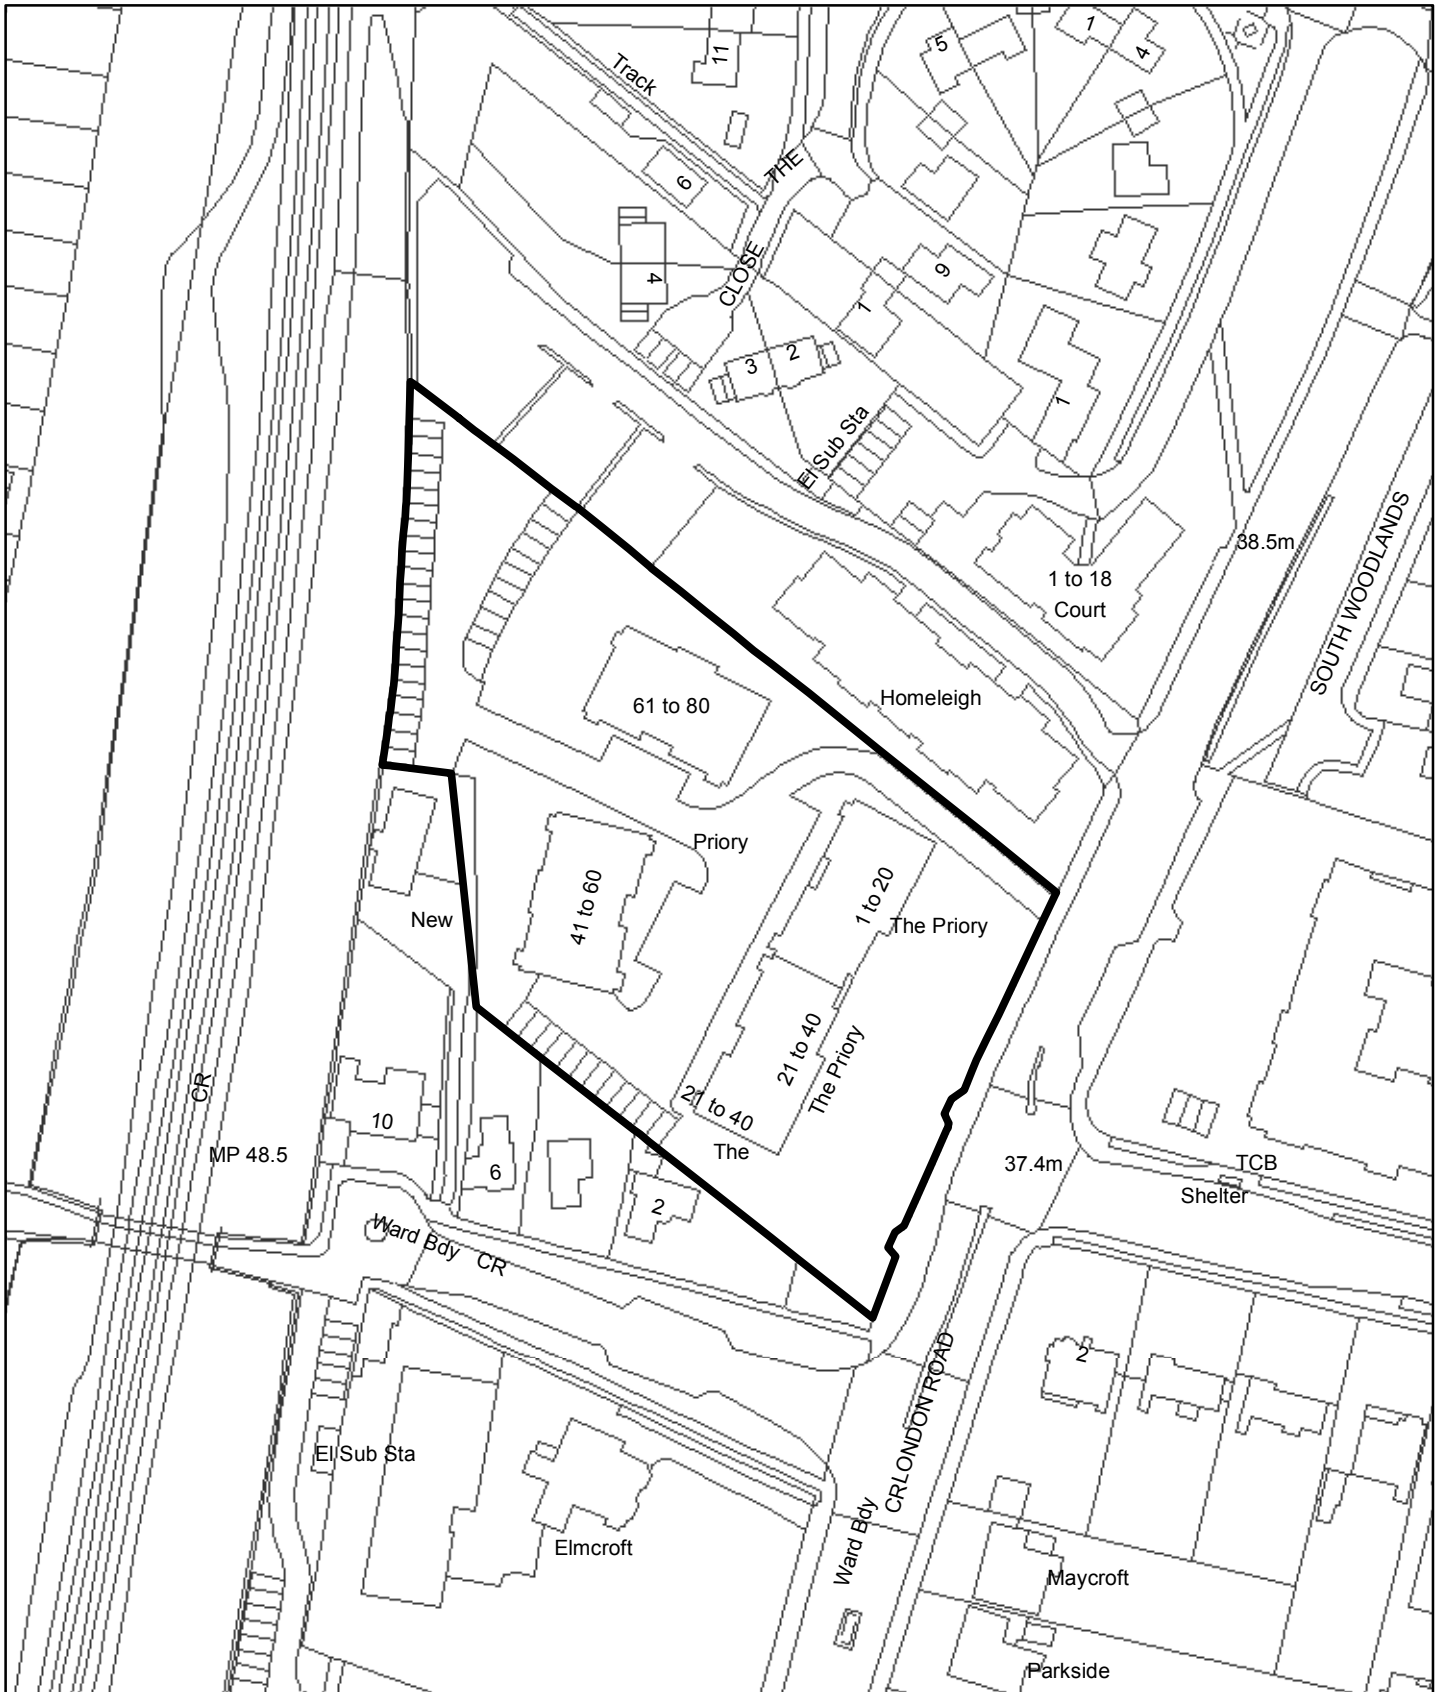 Track
11
5
1
4
THE
6
4
CLOSE
9
1
3
2
1
El Sub Sta
38.5m
SOUTH WOODLANDS
1 to 18
Court
Homeleigh
61 to 80
Priory
41 to 60
1 to 20
The Priory
New
21 to 40
The Priory
21 to 40
The
CR
MP 48.5
10
6
2
37.4m
TCB
Shelter
Ward Bdy
CR
2
CRLONDON ROAD
El Sub Sta
Elmcroft
Ward Bdy
Maycroft
Parkside